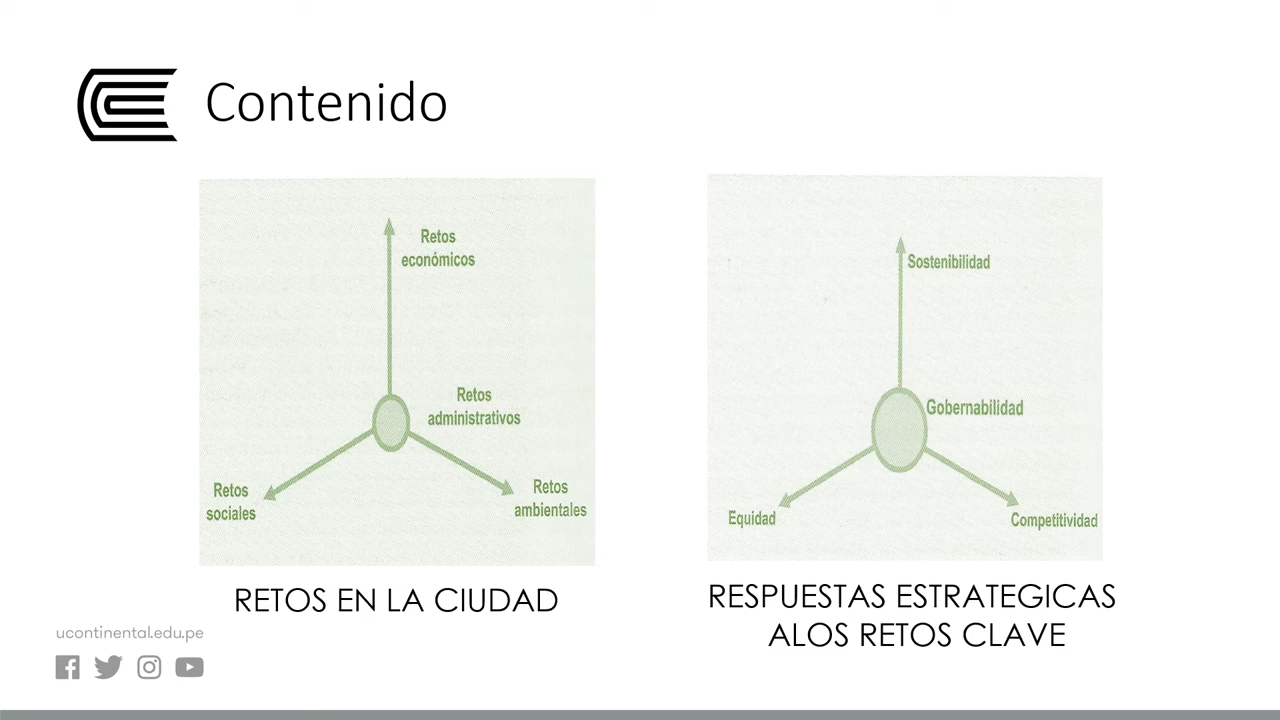 Contenido
Retos
económicos
Retos
administrativos
Retos
sociales
Retos
ambientales
RETOS EN LA CIUDAD
Sostenibilidad
Gobernabilidad
Equidad
Competitividad
RESPUESTAS ESTRATEGICAS
ALOS RETOS CLAVE
ucontinental.edu.pe